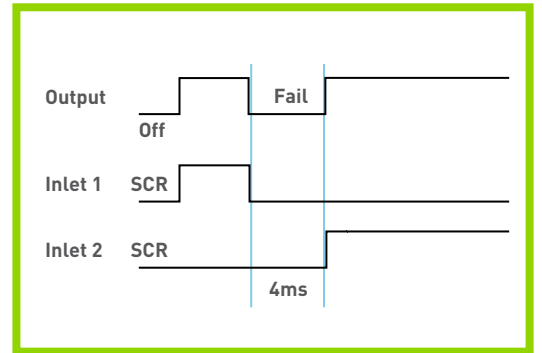 Output Fail
Off
Inlet 1 SCR
Inlet 2 SCR
4ms